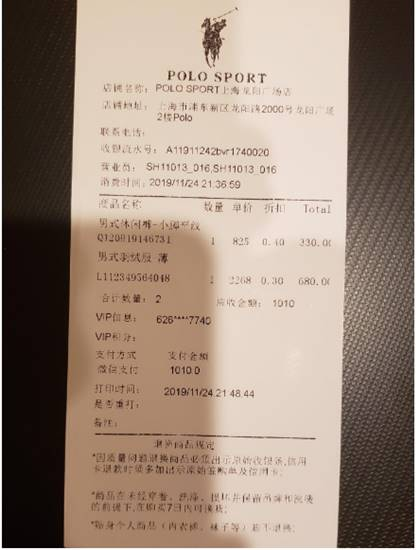 POLO SPORT
店铺名称: POLO SPORT上海龙阳广场店
店铺地址: 上海市浦东新区龙阳路2000号龙阳广场
2楼Polo
联系电话:
收银流水号: A11911242bvr1740020
营业员: SH11013_016,SH11013_016
消费时间: 2019/11/24 21:36:59
商品名称 数量 单价 折扣 Total
男式休闲裤-小脚平纹
Q120819146731 1 825 0.40 330.00
男式羽绒服 薄
L112349564048 1 2268 0.30 680.00
合计数量: 2 应收金额: 1010
VIP信息: 626****7740
VIP积分:
支付方式 支付金额
微信支付 1010.0
打印时间: 2019/11/24 21:48:44
是否重打:
备注:
退换商品规定
*因质量问题退换商品必须出示原始收银条;信用
卡退款时须多加出示原始签购单及信用卡;
*商品在未经穿着、洗涤、损坏并保留吊牌和洗唛
的前提下,在购买7日内可换货;
*贴身个人商品(内衣裤、袜子等)恕不退换;